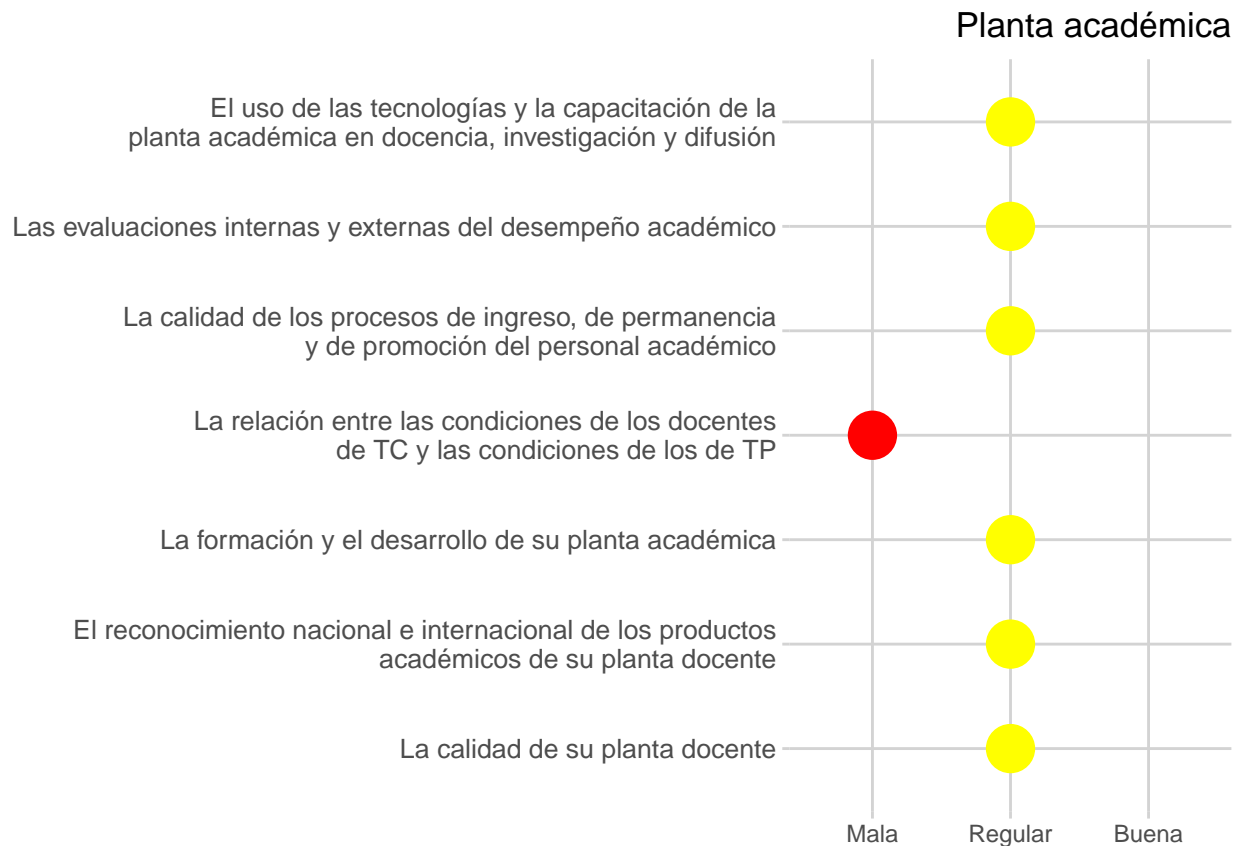 Planta académica
El uso de las tecnologías y la capacitación de la
planta académica en docencia, investigación y difusión
Las evaluaciones internas y externas del desempeño académico
La calidad de los procesos de ingreso, de permanencia
y de promoción del personal académico
La relación entre las condiciones de los docentes
de TC y las condiciones de los de TP
La formación y el desarrollo de su planta académica
El reconocimiento nacional e internacional de los productos
académicos de su planta docente
La calidad de su planta docente
Mala Regular Buena